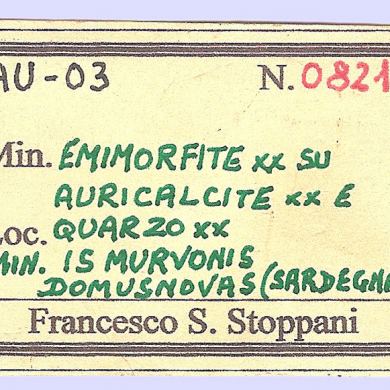 AU-03 N. 0821
Min. EMIMORFITE xx SU
AURICALCITE xx E
Loc. QUARZO xx
MIN. IS MURVONIS
DOMUSNOVAS (SARDEGNA
Francesco S. Stoppani